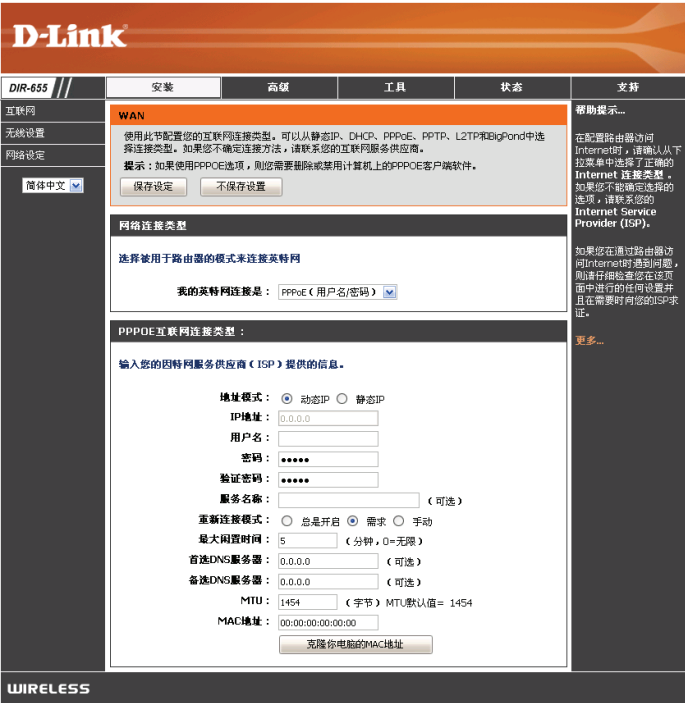 D-Link
DIR-655
安装
高级
工具
状态
支持
互联网
无线设置
网络设定
简体中文
WAN
使用此节配置您的互联网连接类型。可以从静态IP、DHCP、PPPoE、PPTP、L2TP和BigPond中选
择连接类型。如果您不确定连接方法，请联系您的互联网服务供应商。
提示：如果使用PPPOE选项，则您需要删除或禁用计算机上的PPPOE客户端软件。
保存设定
不保存设置
网络连接类型
选择被用于路由器的模式来连接英特网
我的英特网连接是： PPPoE（用户名/密码）
PPPOE互联网连接类型：
输入您的因特网服务供应商（ISP）提供的信息。
地址模式： 动态IP 静态IP
IP地址： 0.0.0.0
用户名：
密码： •••••
验证密码： •••••
服务名称： （可选）
重新连接模式： 总是开启 需求 手动
最大闲置时间： 5 （分钟，0=无限）
首选DNS服务器： 0.0.0.0 （可选）
备选DNS服务器： 0.0.0.0 （可选）
MTU： 1454 （字节）MTU默认值= 1454
MAC地址： 00:00:00:00:00:00
克隆你电脑的MAC地址
帮助提示...
在配置路由器访问
Internet时，请确认从下
拉菜单中选择了正确的
Internet 连接类型 。
如果您不能确定选择的
选项，请联系您的
Internet Service
Provider (ISP)。
如果您在通过路由器访
问Internet时遇到问题，
则请仔细检查您在该页
面中进行的任何设置并
且在需要时向您的ISP求
证。
更多...
WIRELESS